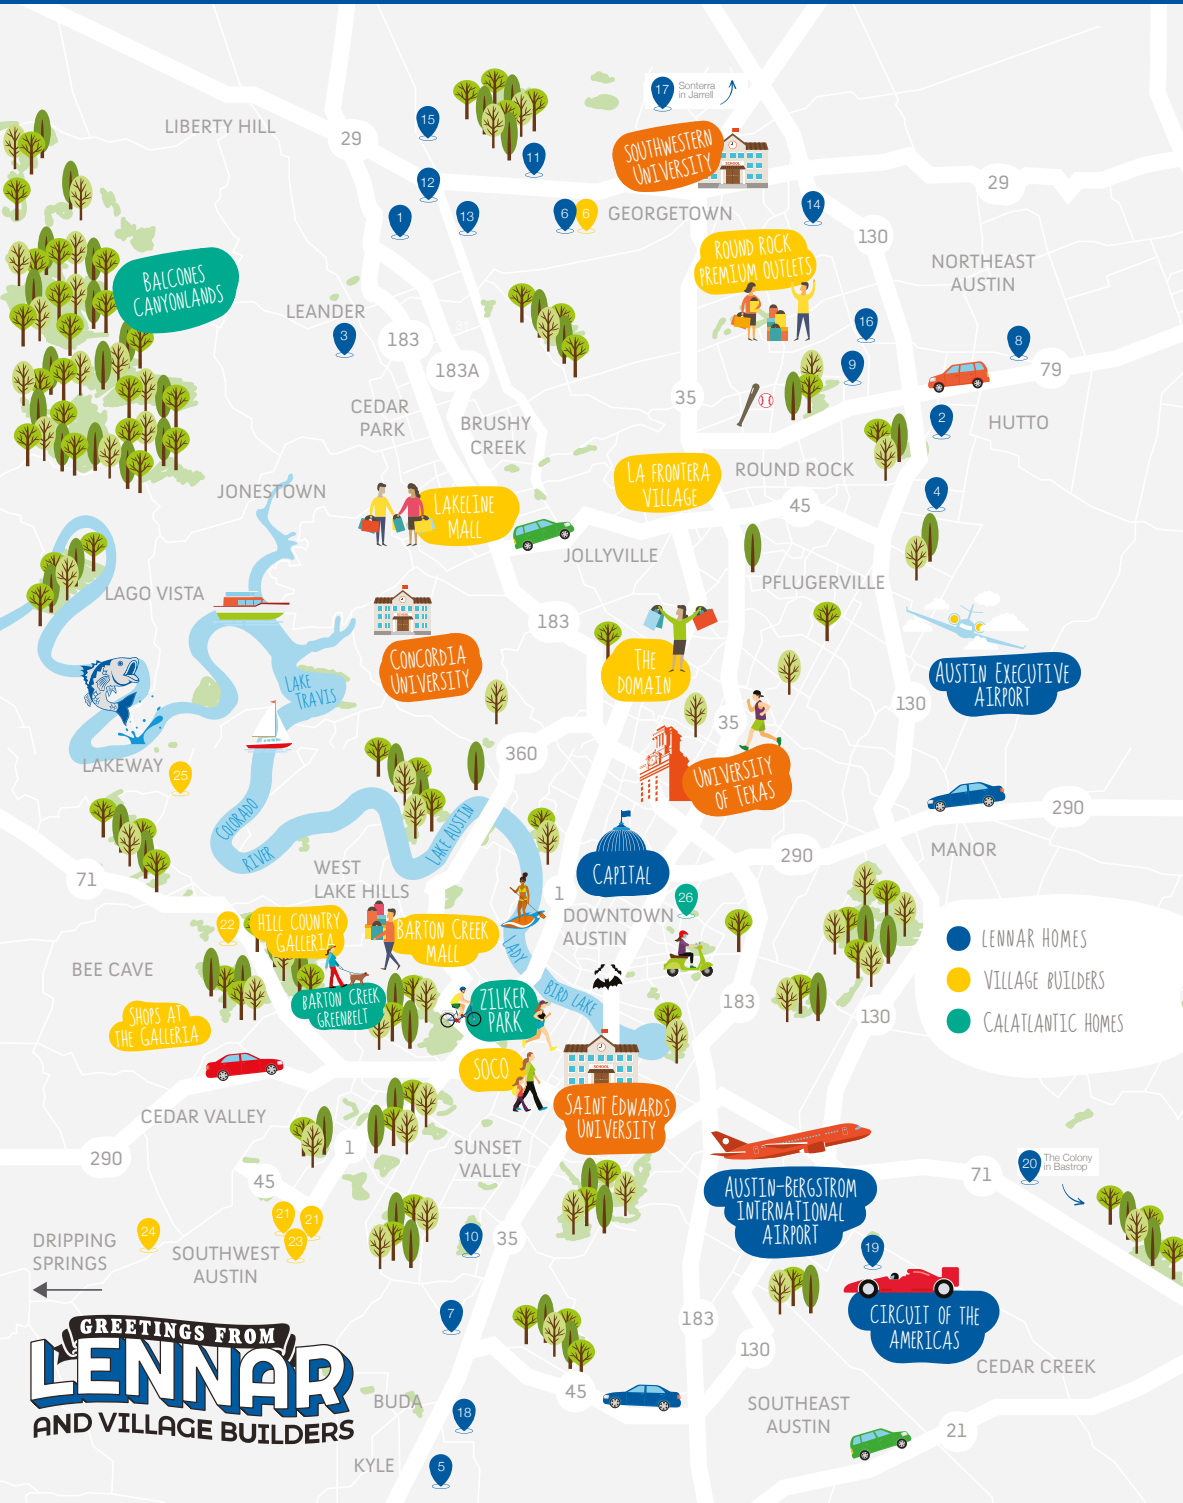 17
Sonterra
in Jarrell
15
LIBERTY HILL
29
SOUTHWESTERN
UNIVERSITY
SCHOOL
11
12
29
1
13
6
6
GEORGETOWN
14
130
ROUND ROCK
PREMIUM OUTLETS
NORTHEAST
AUSTIN
BALCONES
CANYONLANDS
LEANDER
3
183
16
8
183A
9
79
35
CEDAR
PARK
BRUSHY
CREEK
2
HUTTO
LA FRONTERA
VILLAGE
ROUND ROCK
JONESTOWN
4
LAKELINE
MALL
45
JOLLYVILLE
PFLUGERVILLE
LAGO VISTA
183
CONCORDIA
UNIVERSITY
THE
DOMAIN
AUSTIN EXECUTIVE
AIRPORT
LAKE
TRAVIS
130
35
360
LAKEWAY
25
UNIVERSITY
OF TEXAS
290
COLORADO
RIVER
LAKE AUSTIN
290
MANOR
WEST
LAKE HILLS
71
CAPITAL
1
26
DOWNTOWN
AUSTIN
22
HILL COUNTRY
GALLERIA
BARTON CREEK
MALL
LADY
BIRD LAKE
LENNAR HOMES
VILLAGE BUILDERS
CALATLANTIC HOMES
BEE CAVE
BARTON CREEK
GREENBELT
ZILKER
PARK
183
130
SHOPS AT
THE GALLERIA
SOCO
SCHOOL
SAINT EDWARDS
UNIVERSITY
CEDAR VALLEY
290
1
SUNSET
VALLEY
45
71
20
The Colony
in Bastrop
AUSTIN-BERGSTROM
INTERNATIONAL
AIRPORT
21
21
23
24
10
35
19
DRIPPING
SPRINGS
SOUTHWEST
AUSTIN
7
183
CIRCUIT OF THE
AMERICAS
130
CEDAR CREEK
GREETINGS FROM
LENNAR
AND VILLAGE BUILDERS
45
BUDA
18
SOUTHEAST
AUSTIN
21
KYLE
5